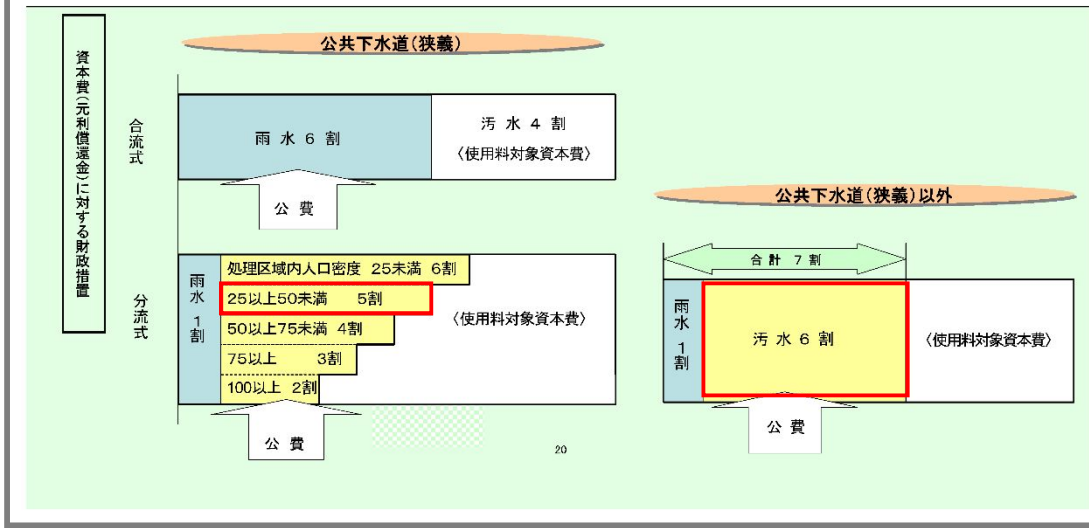 資本費(元利償還金)に対する財政措置
公共下水道(狭義)
合流式
雨 水 6 割
汚 水 4 割
〈使用料対象資本費〉
公 費
分流式
雨水 1割
処理区域内人口密度 25未満 6割
25以上50未満 5割
50以上75未満 4割
75以上 3割
100以上 2割
〈使用料対象資本費〉
公 費
20
公共下水道(狭義)以外
合計 7割
雨水 1割
汚 水 6 割
〈使用料対象資本費〉
公 費